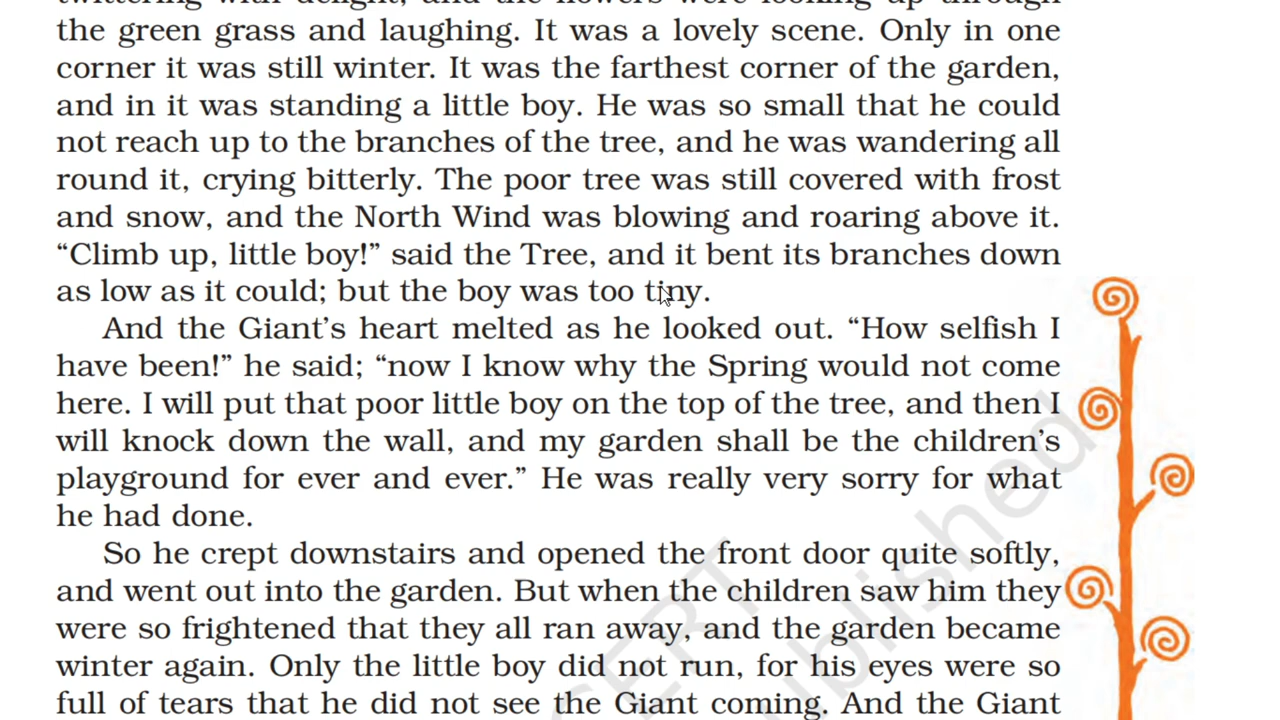 twittering with delight, and the flowers were looking up through
the green grass and laughing. It was a lovely scene. Only in one
corner it was still winter. It was the farthest corner of the garden,
and in it was standing a little boy. He was so small that he could
not reach up to the branches of the tree, and he was wandering all
round it, crying bitterly. The poor tree was still covered with frost
and snow, and the North Wind was blowing and roaring above it.
“Climb up, little boy!” said the Tree, and it bent its branches down
as low as it could; but the boy was too tiny.
And the Giant’s heart melted as he looked out. “How selfish I
have been!” he said; “now I know why the Spring would not come
here. I will put that poor little boy on the top of the tree, and then I
will knock down the wall, and my garden shall be the children’s
playground for ever and ever.” He was really very sorry for what
he had done.
So he crept downstairs and opened the front door quite softly,
and went out into the garden. But when the children saw him they
were so frightened that they all ran away, and the garden became
winter again. Only the little boy did not run, for his eyes were so
full of tears that he did not see the Giant coming. And the Giant